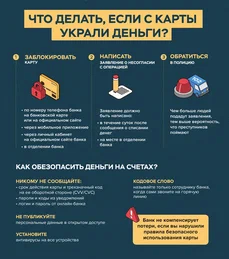 ЧТО ДЕЛАТЬ, ЕСЛИ С КАРТЫ
УКРАЛИ ДЕНЬГИ?
1
ЗАБЛОКИРОВАТЬ
КАРТУ
- по номеру телефона банка
на банковской карте
или на официальном сайте
- через мобильное приложение
- через личный кабинет
на официальном сайте банка
- в отделении банка
2
НАПИСАТЬ
ЗАЯВЛЕНИЕ О НЕСОГЛАСИИ
С ОПЕРАЦИЕЙ
Заявление должно быть
написано:
- в течение суток после
сообщения о списании
денег
- на месте в отделении
банка
3
ОБРАТИТЬСЯ
В ПОЛИЦИЮ
Чем больше людей
подадут заявления,
тем выше вероятность,
что преступников
поймают
КАК ОБЕЗОПАСИТЬ ДЕНЬГИ НА СЧЕТАХ?
НИКОМУ НЕ СООБЩАЙТЕ:
- срок действия карты и трехзначный код
на ее оборотной стороне (CVV/CVC)
- пароли и коды из уведомлений
- логин и пароль от онлайн банка
НЕ ПУБЛИКУЙТЕ
персональные данные в открытом доступе
УСТАНОВИТЕ
антивирусы на все устройства
КОДОВОЕ СЛОВО
называйте только сотруднику банка,
когда сами звоните на горячую
линию
Банк не компенсирует
потери, если вы нарушили
правила безопасного
использования карты